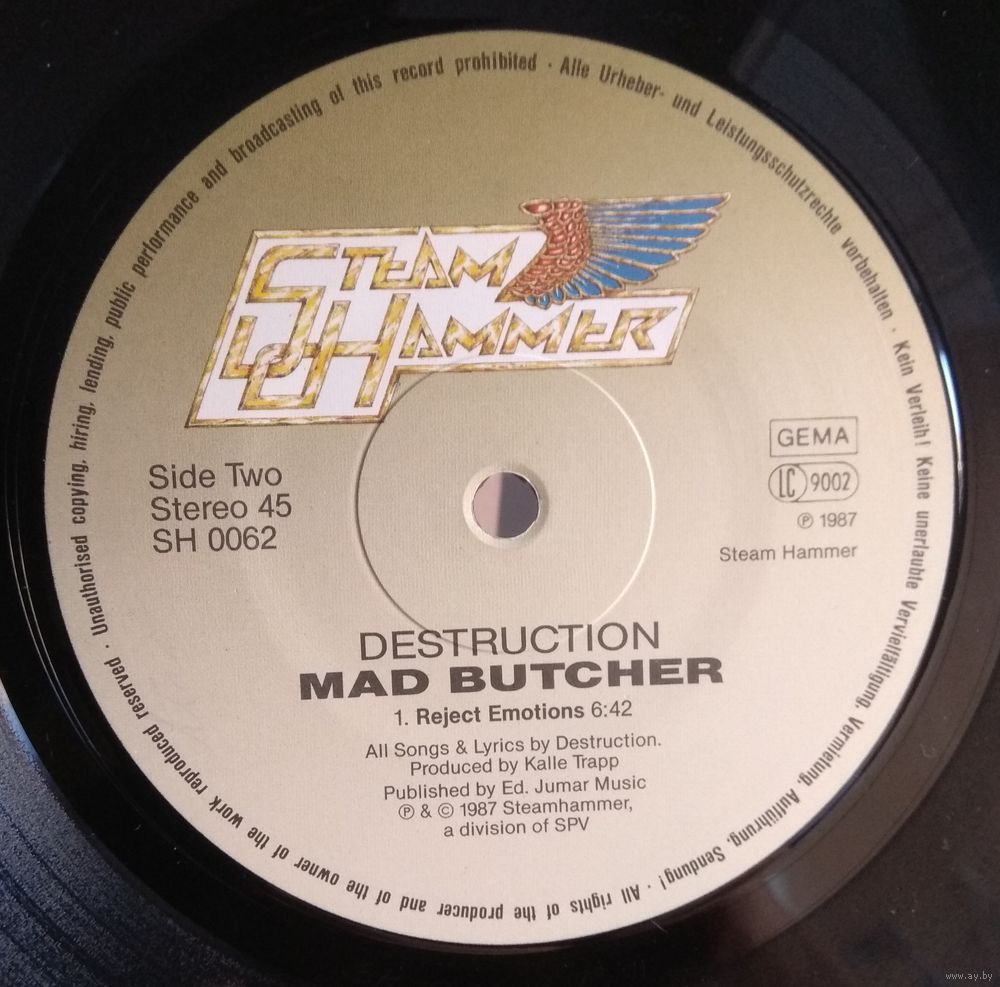 Unauthorised copying, hiring, lending, public performance and broadcasting of this record prohibited · Alle Urheber- und Leistungsschutzrechte vorbehalten · Kein Verleih! Keine unerlaubte Vervielfältigung, Vermietung, Aufführung, Sendung! · All rights of the producer and of the owner of the work reproduced reserved ·
STEAM
HAMMER
Side Two
Stereo 45
SH 0062
GEMA
LC 9002
℗ 1987
Steam Hammer
DESTRUCTION
MAD BUTCHER
1. Reject Emotions 6:42
All Songs & Lyrics by Destruction.
Produced by Kalle Trapp
Published by Ed. Jumar Music
℗ & © 1987 Steamhammer,
a division of SPV
www.ay.by